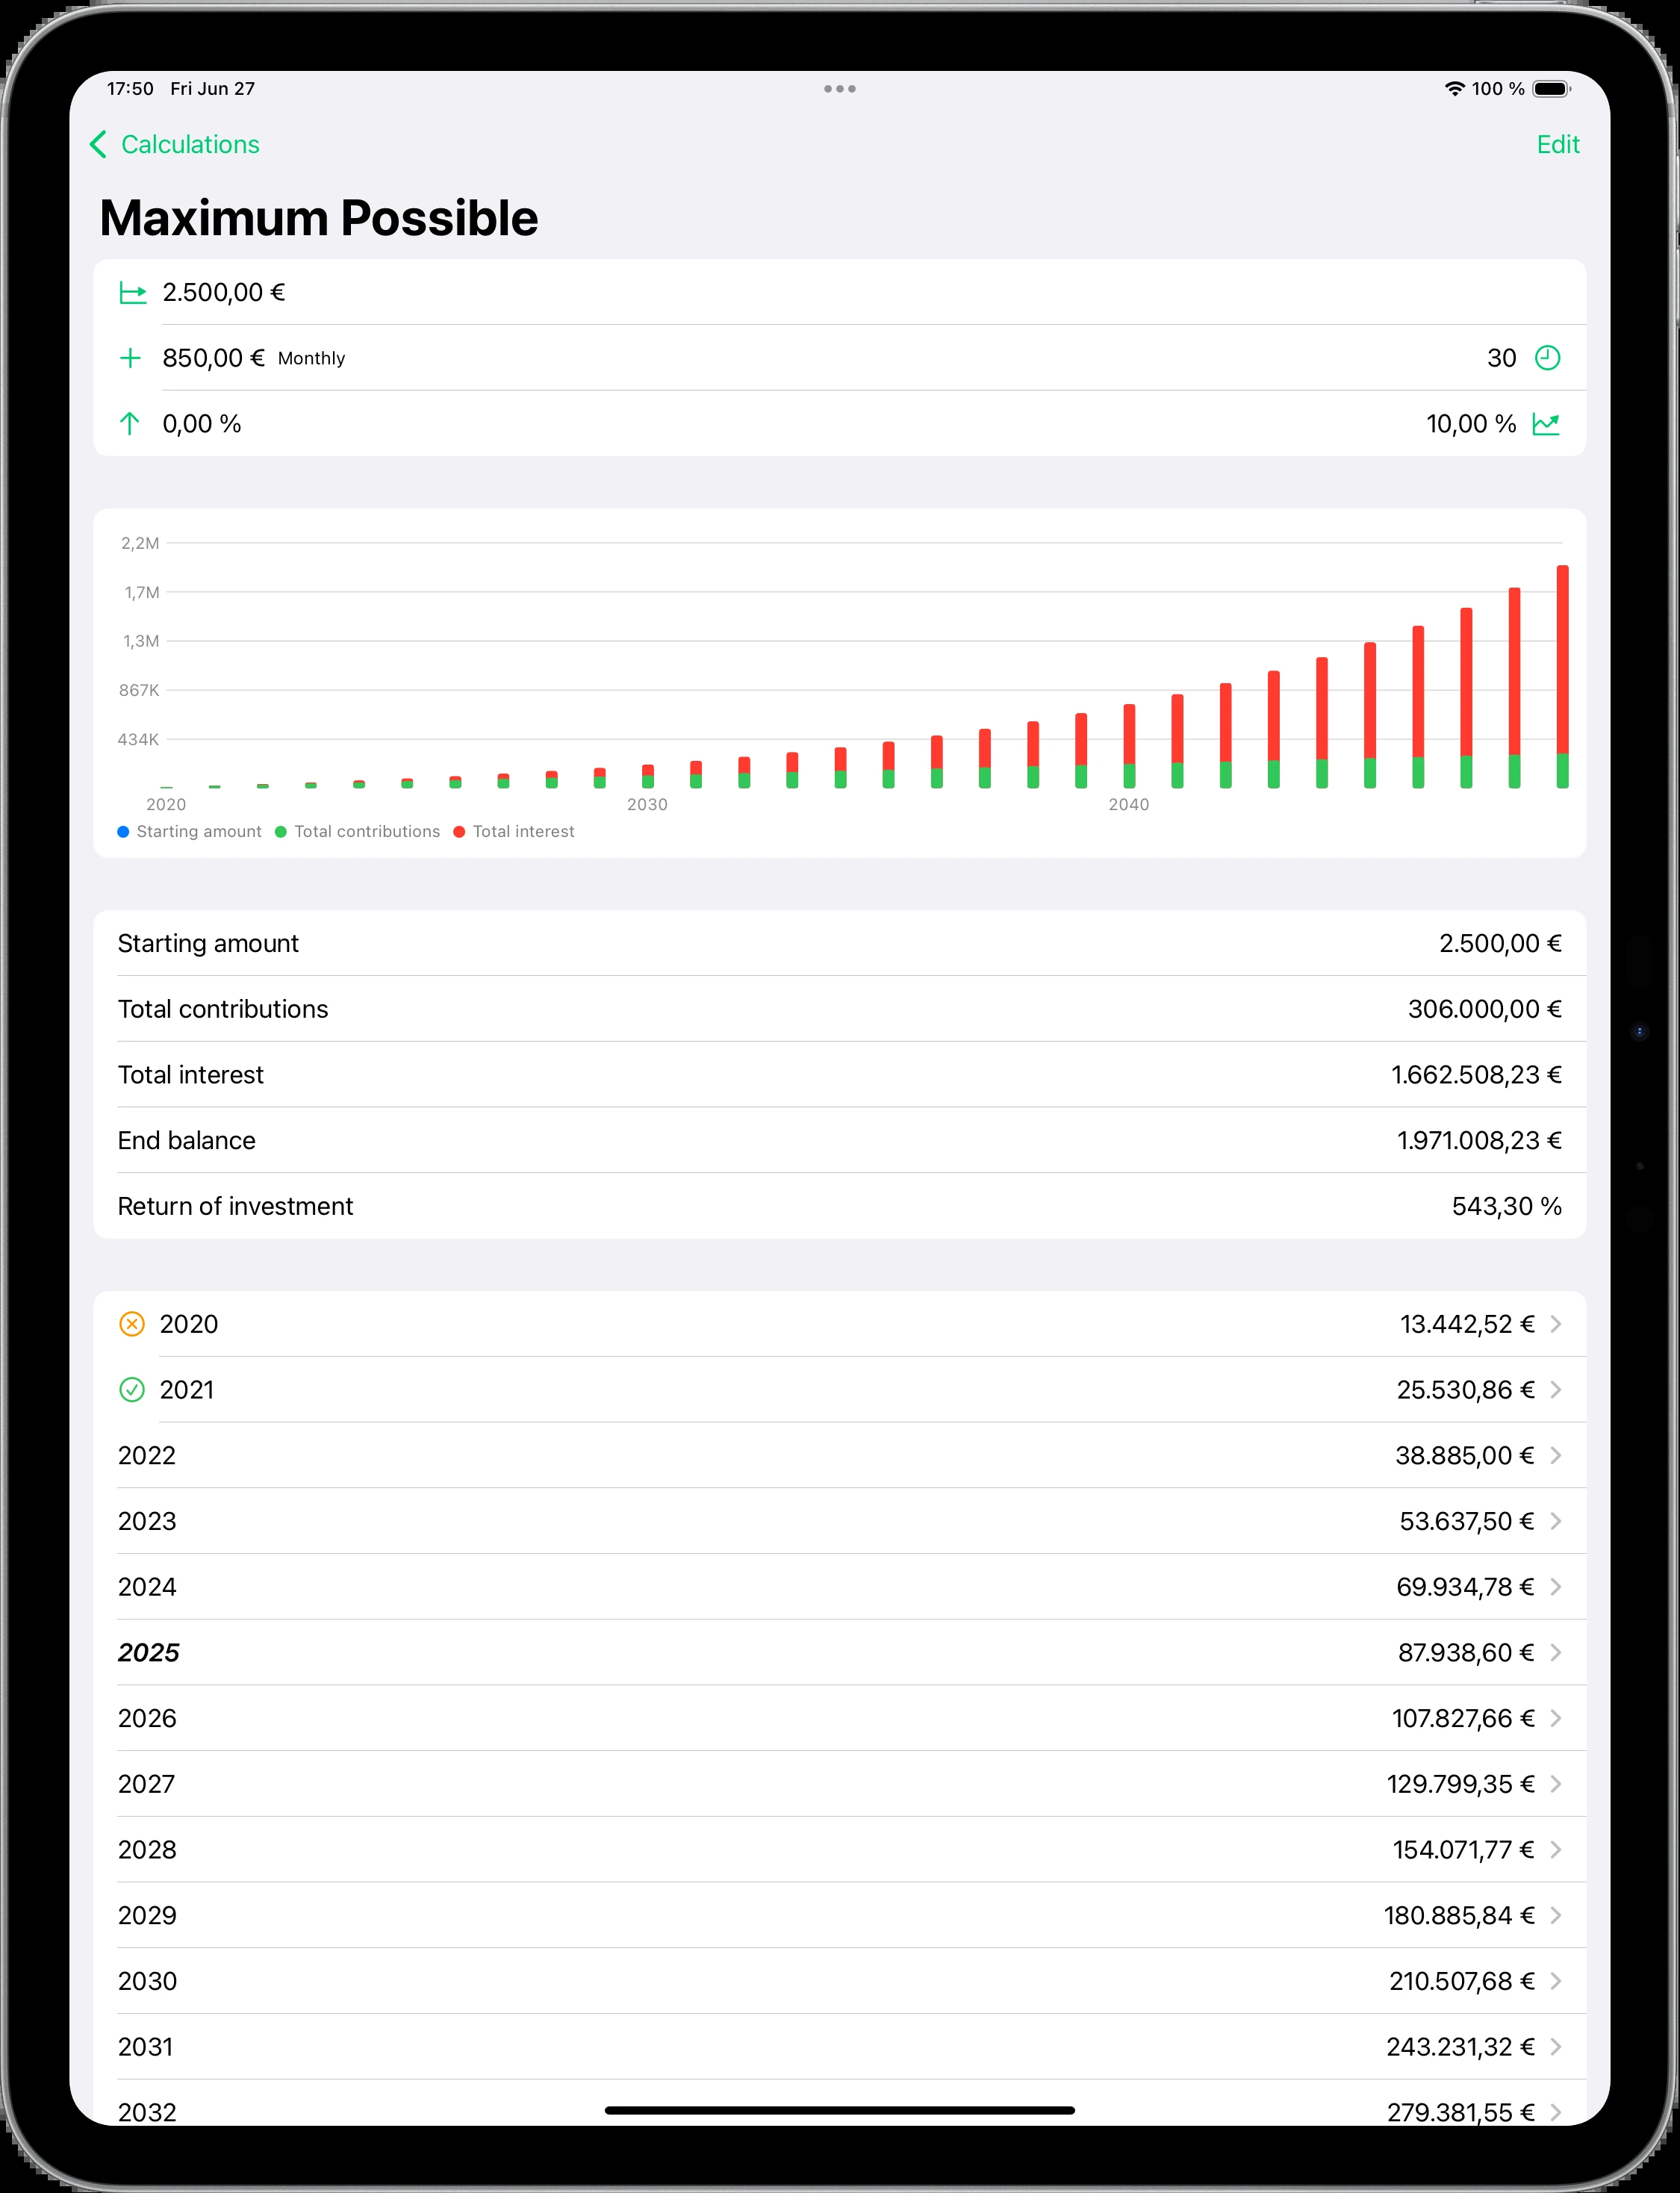 17:50 Fri Jun 27 100 %
Calculations Edit
Maximum Possible
2.500,00 €
850,00 € Monthly 30
0,00 % 10,00 %
2,2M
1,7M
1,3M
867K
434K
2020 2030 2040
Starting amount Total contributions Total interest
Starting amount 2.500,00 €
Total contributions 306.000,00 €
Total interest 1.662.508,23 €
End balance 1.971.008,23 €
Return of investment 543,30 %
2020 13.442,52 €
2021 25.530,86 €
2022 38.885,00 €
2023 53.637,50 €
2024 69.934,78 €
2025 87.938,60 €
2026 107.827,66 €
2027 129.799,35 €
2028 154.071,77 €
2029 180.885,84 €
2030 210.507,68 €
2031 243.231,32 €
2032 279.381,55 €